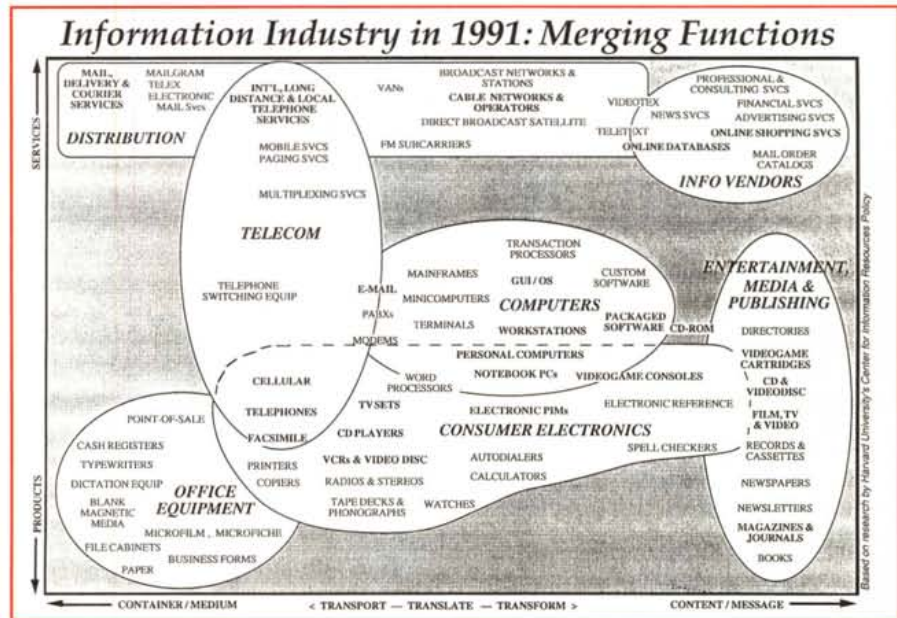 Information Industry in 1991: Merging Functions
SERVICES
MAIL,
DELIVERY &
COURIER
SERVICES
MAILGRAM
TELEX
ELECTRONIC
MAIL Svcs
DISTRIBUTION
INT'L, LONG
DISTANCE & LOCAL
TELEPHONE
SERVICES
MOBILE SVCS
PAGING SVCS
MULTIPLEXING SVCS
TELECOM
TELEPHONE
SWITCHING EQUIP
VANs
BROADCAST NETWORKS &
STATIONS
CABLE NETWORKS &
OPERATORS
DIRECT BROADCAST SATELLITE
FM SUBCARRIERS
VIDEOTEX
TELETEXT
ONLINE DATABASES
PROFESSIONAL &
CONSULTING SVCS
FINANCIAL SVCS
NEWS SVCS
ADVERTISING SVCS
ONLINE SHOPPING SVCS
MAIL ORDER
CATALOGS
INFO VENDORS
TRANSACTION
PROCESSORS
MAINFRAMES
GUI / OS
CUSTOM
SOFTWARE
E-MAIL
MINICOMPUTERS
COMPUTERS
PABXs
TERMINALS
WORKSTATIONS
PACKAGED
SOFTWARE
CD-ROM
MODEMS
PERSONAL COMPUTERS
NOTEBOOK PCs
WORD
PROCESSORS
VIDEOGAME CONSOLES
ENTERTAINMENT,
MEDIA &
PUBLISHING
DIRECTORIES
VIDEOGAME
CARTRIDGES
CD &
VIDEODISC
FILM, TV
& VIDEO
RECORDS &
CASSETTES
NEWSPAPERS
NEWSLETTERS
MAGAZINES &
JOURNALS
BOOKS
CELLULAR
TELEPHONES
FACSIMILE
TV SETS
ELECTRONIC PIMs
ELECTRONIC REFERENCE
CD PLAYERS
CONSUMER ELECTRONICS
SPELL CHECKERS
VCRs & VIDEO DISC
AUTODIALERS
PRINTERS
COPIERS
RADIOS & STEREOS
CALCULATORS
TAPE DECKS &
PHONOGRAPHS
WATCHES
POINT-OF-SALE
CASH REGISTERS
TYPEWRITERS
DICTATION EQUIP
BLANK
MAGNETIC
MEDIA
OFFICE
EQUIPMENT
MICROFILM, MICROFICHE
FILE CABINETS
BUSINESS FORMS
PAPER
PRODUCTS
CONTAINER / MEDIUM
< TRANSPORT — TRANSLATE — TRANSFORM >
CONTENT / MESSAGE
Based on research by Harvard University's Center for Information Resources Policy